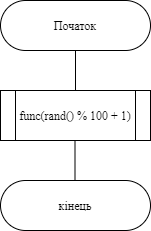 Початок
func(rand() % 100 + 1)
кінець